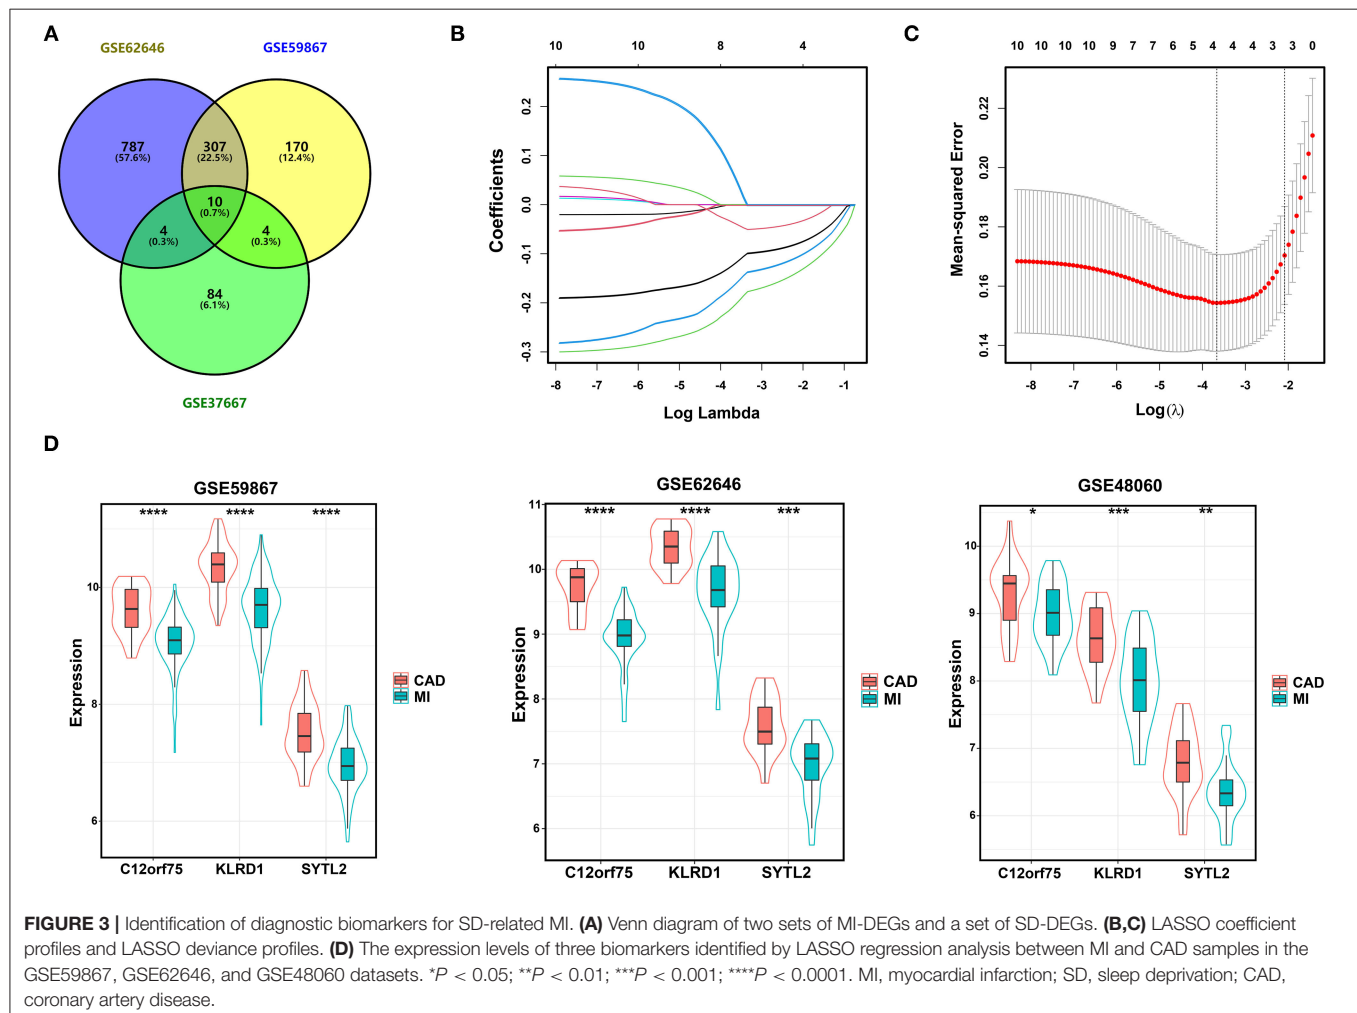 A
GSE62646
GSE59867
787
(57.6%)
307
(22.5%)
170
(12.4%)
10
(0.7%)
4
(0.3%)
4
(0.3%)
84
(6.1%)
GSE37667
B
10 10 8 4
Coefficients
0.2
0.1
0.0
-0.1
-0.2
-0.3
-8 -7 -6 -5 -4 -3 -2 -1
Log Lambda
C
10 10 10 10 9 7 7 6 5 4 4 4 3 3 0
Mean-squared Error
0.22
0.20
0.18
0.16
0.14
-8 -7 -6 -5 -4 -3 -2
Log(λ)
D
GSE59867
**** **** ****
Expression
10
8
6
C12orf75 KLRD1 SYTL2
CAD
MI
GSE62646
**** **** ***
Expression
11
10
9
8
7
6
C12orf75 KLRD1 SYTL2
CAD
MI
GSE48060
* *** **
Expression
10
9
8
7
6
C12orf75 KLRD1 SYTL2
CAD
MI
FIGURE 3 | Identification of diagnostic biomarkers for SD-related MI. (A) Venn diagram of two sets of MI-DEGs and a set of SD-DEGs. (B,C) LASSO coefficient
profiles and LASSO deviance profiles. (D) The expression levels of three biomarkers identified by LASSO regression analysis between MI and CAD samples in the
GSE59867, GSE62646, and GSE48060 datasets. *P < 0.05; **P < 0.01; ***P < 0.001; ****P < 0.0001. MI, myocardial infarction; SD, sleep deprivation; CAD,
coronary artery disease.